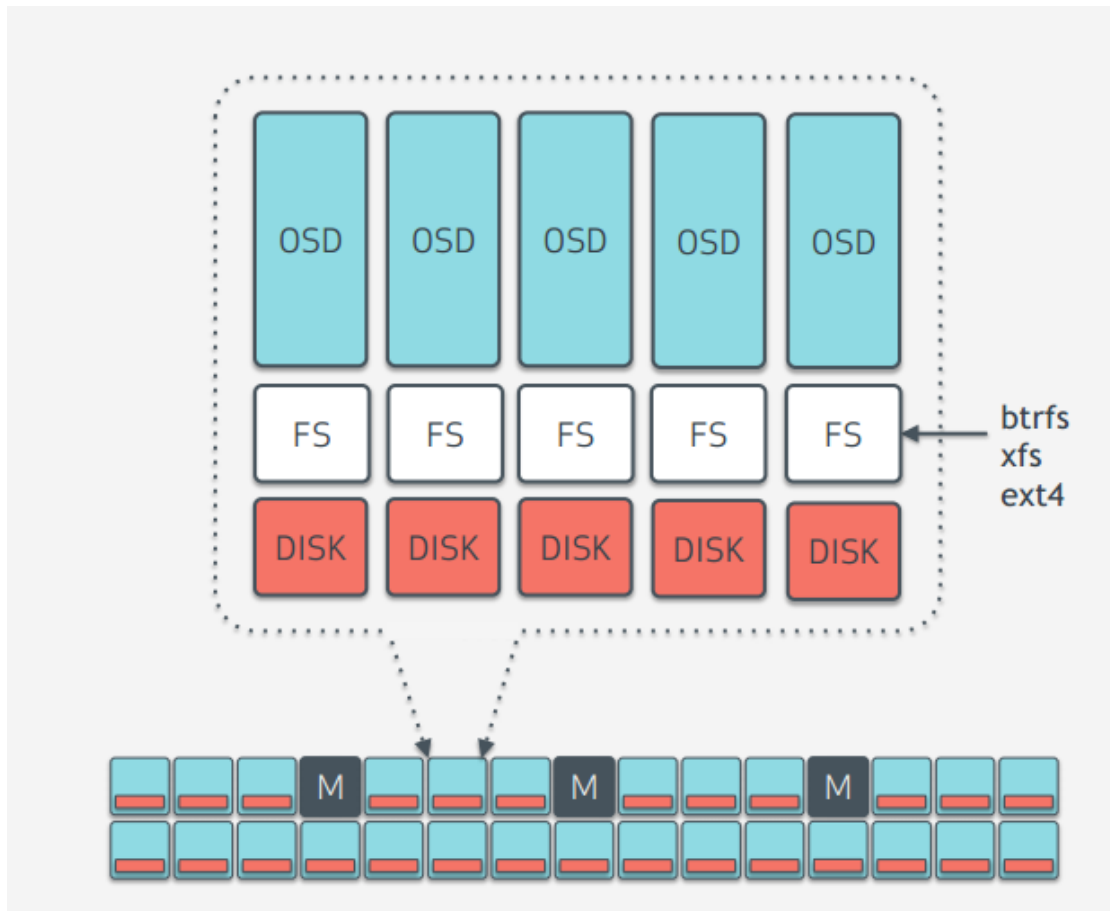 OSD OSD OSD OSD OSD
FS FS FS FS FS
btrfs
xfs
ext4
DISK DISK DISK DISK DISK
M M M